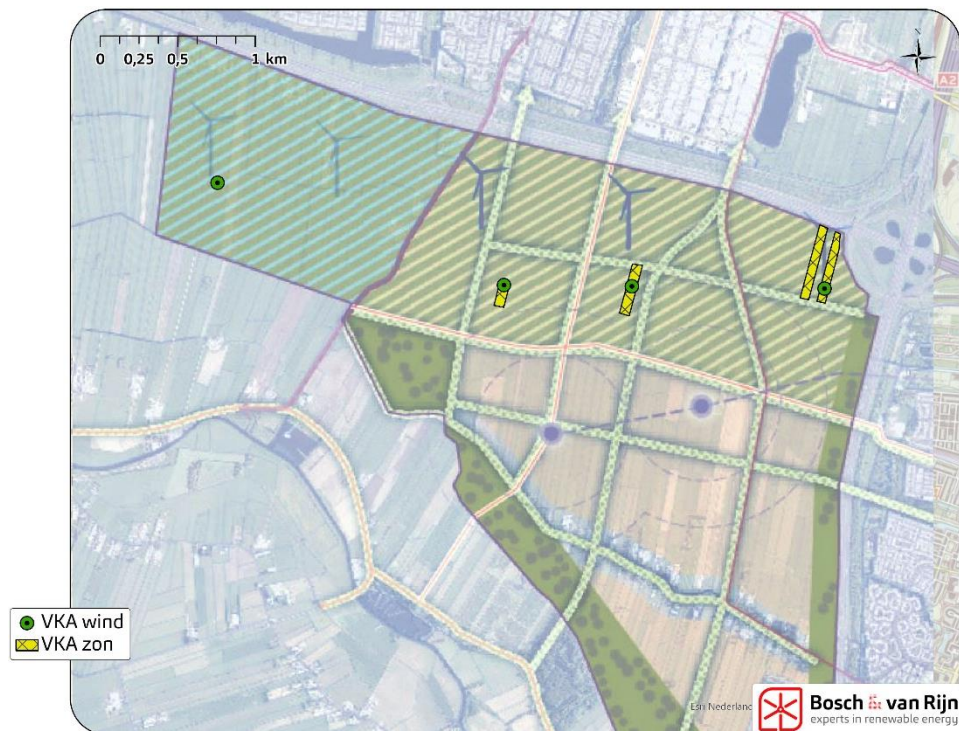 0 0,25 0,5 1 km
N
A2
VKA wind
VKA zon
Esri Nederland
Bosch & van Rijn
experts in renewable energy